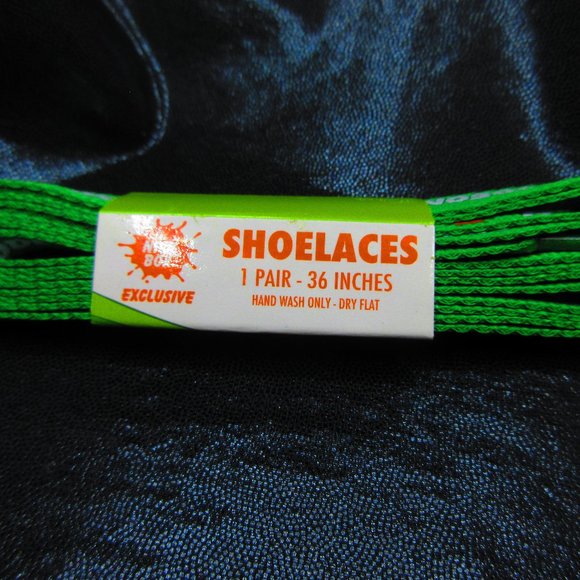 EXCLUSIVE
SHOELACES
1 PAIR - 36 INCHES
HAND WASH ONLY - DRY FLAT